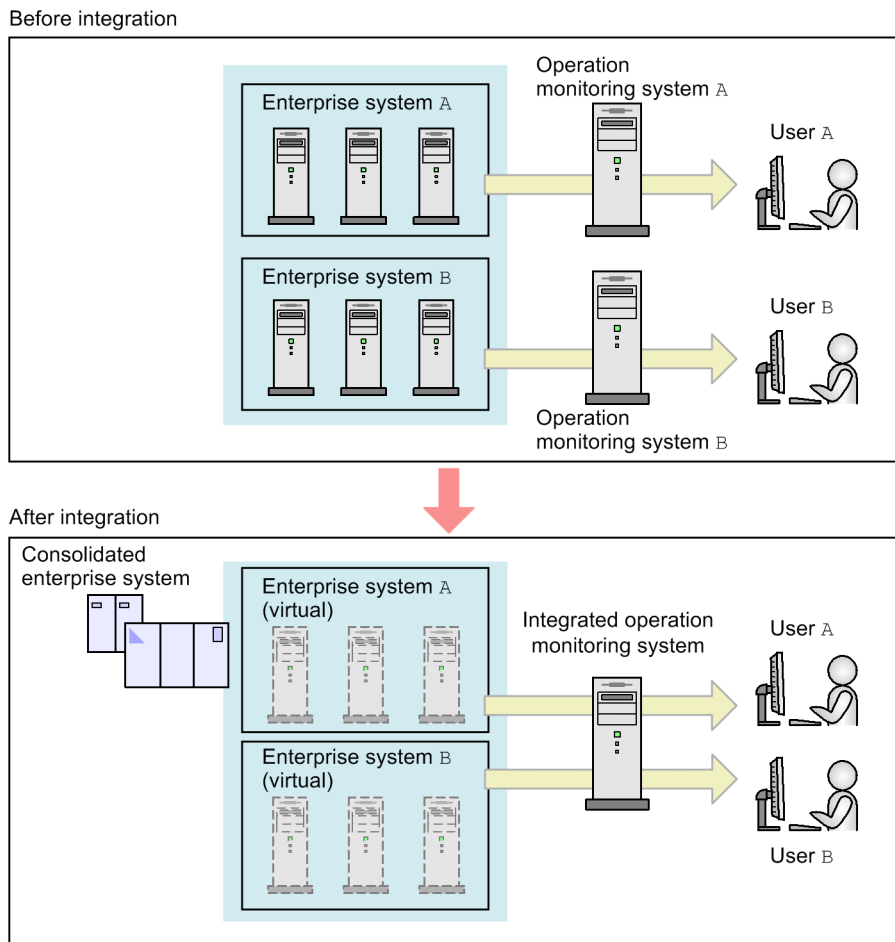 Before integration
Enterprise system A
Operation
monitoring system A
User A
Enterprise system B
User B
Operation
monitoring system B
After integration
Consolidated
enterprise system
Enterprise system A
(virtual)
Integrated operation
monitoring system
User A
Enterprise system B
(virtual)
User B